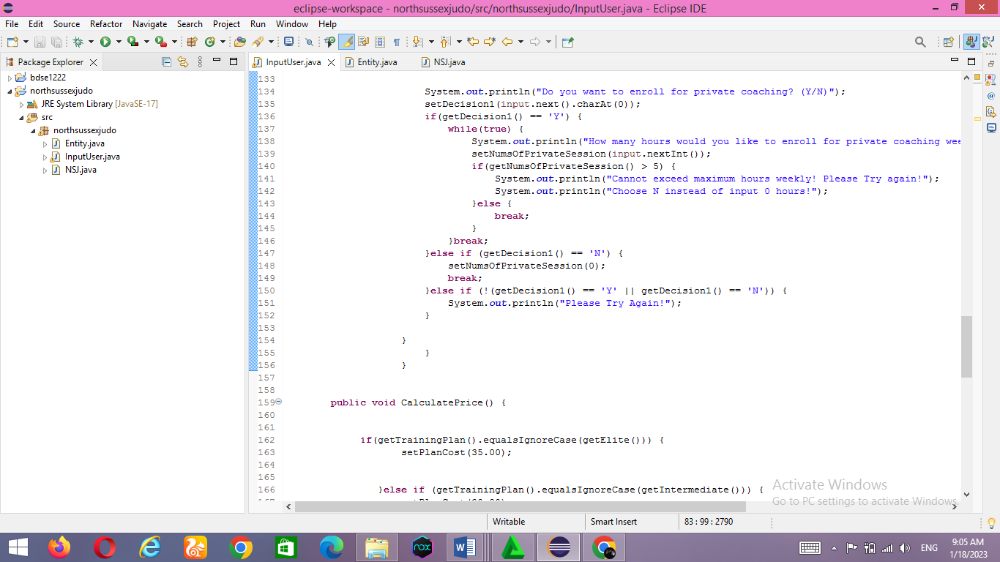 eclipse-workspace - northsussexjudo/src/northsussexjudo/InputUser.java - Eclipse IDE
File Edit Source Refactor Navigate Search Project Run Window Help
Package Explorer
bdse1222
northsussexjudo
JRE System Library [JavaSE-17]
src
northsussexjudo
Entity.java
InputUser.java
NSJ.java
InputUser.java Entity.java NSJ.java
133
134 System.out.println("Do you want to enroll for private coaching? (Y/N)");
135 setDecision1(input.next().charAt(0));
136 if(getDecision1() == 'Y') {
137 while(true) {
138 System.out.println("How many hours would you like to enroll for private coaching wee
139 setNumsOfPrivateSession(input.nextInt());
140 if(getNumsOfPrivateSession() > 5) {
141 System.out.println("Cannot exceed maximum hours weekly! Please Try again!");
142 System.out.println("Choose N instead of input 0 hours!");
143 }else {
144 break;
145 }
146 }break;
147 }else if (getDecision1() == 'N') {
148 setNumsOfPrivateSession(0);
149 break;
150 }else if (!(getDecision1() == 'Y' || getDecision1() == 'N')) {
151 System.out.println("Please Try Again!");
152 }
153
154 }
155 }
156 }
157
158
159 public void CalculatePrice() {
160
161
162 if(getTrainingPlan().equalsIgnoreCase(getElite())) {
163 setPlanCost(35.00);
164
165
166 }else if (getTrainingPlan().equalsIgnoreCase(getIntermediate())) {
Activate Windows
Go to PC settings to activate Windows.
Writable Smart Insert 83 : 99 : 2790
nox
ENG
9:05 AM
1/18/2023